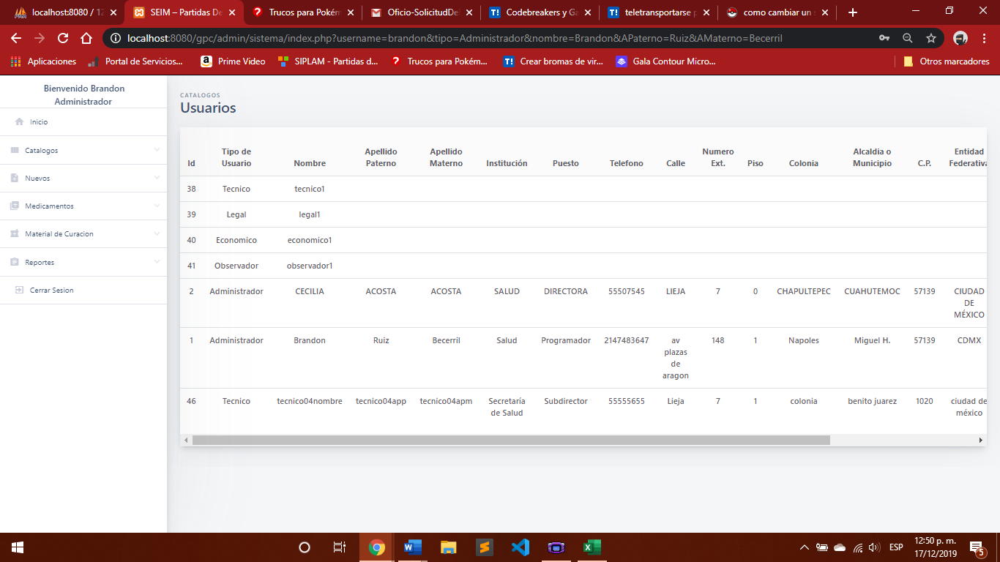 localhost:8080 / 12
SEIM – Partidas De
Trucos para Pokém
Oficio-SolicitudDe
Codebreakers y Ga
teletransportarse p
como cambiar un s
localhost:8080/gpc/admin/sistema/index.php?username=brandon&tipo=Administrador&nombre=Brandon&APaterno=Ruiz&AMaterno=Becerril
Aplicaciones
Portal de Servicios...
Prime Video
SIPLAM - Partidas d...
Trucos para Pokém...
Crear bromas de vir...
Gala Contour Micro...
Otros marcadores
Bienvenido Brandon
Administrador
Inicio
Catalogos
Nuevos
Medicamentos
Material de Curacion
Reportes
Cerrar Sesion
CATALOGOS
Usuarios
Id Tipo de Usuario Nombre Apellido Paterno Apellido Materno Institución Puesto Telefono Calle Numero Ext. Piso Colonia Alcaldia o Municipio C.P. Entidad Federativa
38 Tecnico tecnico1
39 Legal legal1
40 Economico economico1
41 Observador observador1
2 Administrador CECILIA ACOSTA ACOSTA SALUD DIRECTORA 55507545 LIEJA 7 0 CHAPULTEPEC CUAHUTEMOC 57139 CIUDAD DE MÉXICO
1 Administrador Brandon Ruiz Becerril Salud Programador 2147483647 av plazas de aragon 148 1 Napoles Miguel H. 57139 CDMX
46 Tecnico tecnico04nombre tecnico04app tecnico04apm Secretaría de Salud Subdirector 55555655 Lieja 7 1 colonia benito juarez 1020 ciudad de méxico
ESP
12:50 p. m.
17/12/2019
5